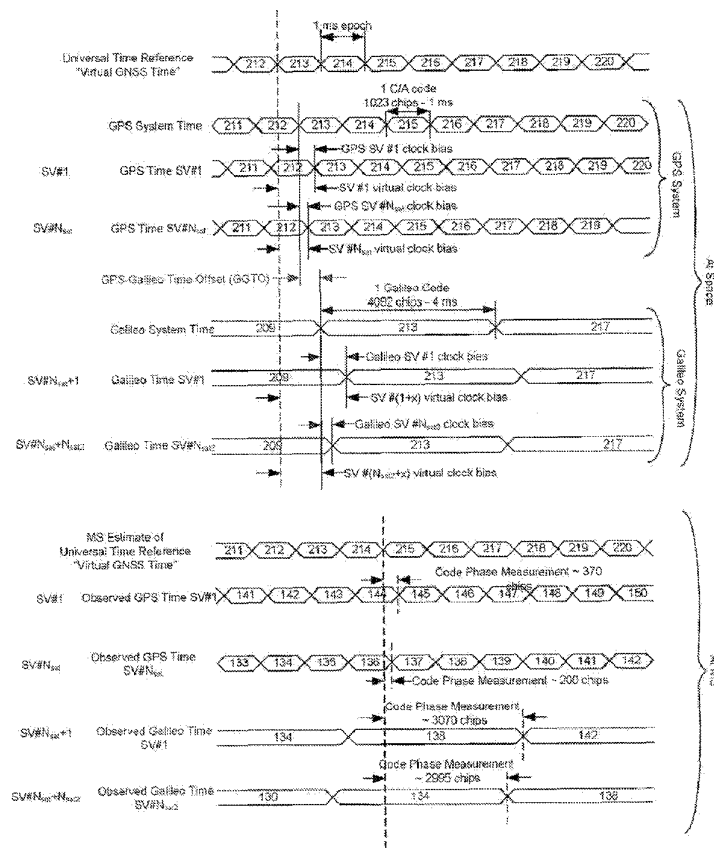 1 ms epoch
Universal Time Reference
"Virtual GNSS Time"
212 213 214 215 216 217 218 219 220
1 C/A code
1023 chips ~ 1 ms
GPS System Time
211 212 213 214 215 216 217 218 219 220
GPS SV #1 clock bias
SV#1 GPS Time SV#1
211 212 213 214 215 216 217 218 219 220
SV #1 virtual clock bias
GPS SV #Nsat clock bias
SV#Nsat GPS Time SV#Nsat
211 212 213 214 215 216 217 218 219
SV #Nsat virtual clock bias
GPS System
GPS-Galileo Time Offset (GGTO)
1 Galileo Code
4092 chips ~ 4 ms
Galileo System Time
209 213 217
Galileo SV #1 clock bias
SV#Nsat+1 Galileo Time SV#1
209 213 217
SV #(1+x) virtual clock bias
Galileo SV #Nsat2 clock bias
SV#Nsat+Nsat2 Galileo Time SV#Nsat2
209 213 217
SV #(Nsat2+x) virtual clock bias
Galileo System
At Space
MS Estimate of
Universal Time Reference
"Virtual GNSS Time"
211 212 213 214 215 216 217 218 219 220
Code Phase Measurement ~ 370
chips
SV#1 Observed GPS Time SV#1
141 142 143 144 145 146 147 148 149 150
SV#Nsat Observed GPS Time
SV#Nsat
133 134 135 136 137 138 139 140 141 142
Code Phase Measurement ~ 200 chips
Code Phase Measurement
~ 3070 chips
SV#Nsat+1 Observed Galileo Time
SV#1
134 138 142
Code Phase Measurement
~ 2995 chips
SV#Nsat+Nsat2 Observed Galileo Time
SV#Nsat2
130 134 138